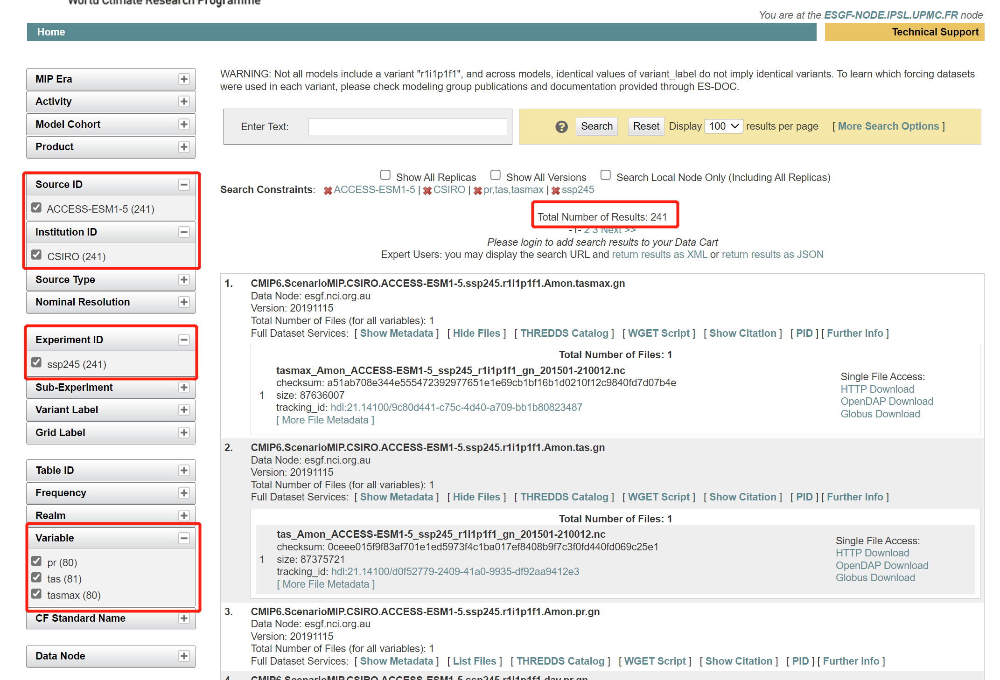 World Climate Research Programme
You are at the ESGF-NODE.IPSL.UPMC.FR node
Home
Technical Support
MIP Era
Activity
Model Cohort
Product
Source ID
ACCESS-ESM1-5 (241)
Institution ID
CSIRO (241)
Source Type
Nominal Resolution
Experiment ID
ssp245 (241)
Sub-Experiment
Variant Label
Grid Label
Table ID
Frequency
Realm
Variable
pr (80)
tas (81)
tasmax (80)
CF Standard Name
Data Node
WARNING: Not all models include a variant "r1i1p1f1", and across models, identical values of variant_label do not imply identical variants. To learn which forcing datasets
were used in each variant, please check modeling group publications and documentation provided through ES-DOC.
Enter Text:
? Search Reset Display 100 results per page [ More Search Options ]
Show All Replicas Show All Versions Search Local Node Only (Including All Replicas)
Search Constraints: ACCESS-ESM1-5 | CSIRO | pr,tas,tasmax | ssp245
Total Number of Results: 241
-1- 2 3 Next >>
Please login to add search results to your Data Cart
Expert Users: you may display the search URL and return results as XML or return results as JSON
1. CMIP6.ScenarioMIP.CSIRO.ACCESS-ESM1-5.ssp245.r1i1p1f1.Amon.tasmax.gn
Data Node: esgf.nci.org.au
Version: 20191115
Total Number of Files (for all variables): 1
Full Dataset Services: [ Show Metadata ] [ Hide Files ] [ THREDDS Catalog ] [ WGET Script ] [ Show Citation ] [ PID ] [ Further Info ]
Total Number of Files: 1
tasmax_Amon_ACCESS-ESM1-5_ssp245_r1i1p1f1_gn_201501-210012.nc
checksum: a51ab708e344e555472392977651e1e69cb1bf16b1d0210f12c9840fd7d07b4e
1 size: 87636007
tracking_id: hdl:21.14100/9c80d441-c75c-4d40-a709-bb1b80823487
[ More File Metadata ]
Single File Access:
HTTP Download
OpenDAP Download
Globus Download
2. CMIP6.ScenarioMIP.CSIRO.ACCESS-ESM1-5.ssp245.r1i1p1f1.Amon.tas.gn
Data Node: esgf.nci.org.au
Version: 20191115
Total Number of Files (for all variables): 1
Full Dataset Services: [ Show Metadata ] [ Hide Files ] [ THREDDS Catalog ] [ WGET Script ] [ Show Citation ] [ PID ] [ Further Info ]
Total Number of Files: 1
tas_Amon_ACCESS-ESM1-5_ssp245_r1i1p1f1_gn_201501-210012.nc
checksum: 0ceee015f9f83af701e1ed5973f4c1ba017ef8408b9f7c3f0fd440fd069c25e1
1 size: 87375721
tracking_id: hdl:21.14100/d0f52779-2409-41a0-9935-df92aa9412e3
[ More File Metadata ]
Single File Access:
HTTP Download
OpenDAP Download
Globus Download
3. CMIP6.ScenarioMIP.CSIRO.ACCESS-ESM1-5.ssp245.r1i1p1f1.Amon.pr.gn
Data Node: esgf.nci.org.au
Version: 20191115
Total Number of Files (for all variables): 1
Full Dataset Services: [ Show Metadata ] [ List Files ] [ THREDDS Catalog ] [ WGET Script ] [ Show Citation ] [ PID ] [ Further Info ]
4. CMIP6.ScenarioMIP.CSIRO.ACCESS-ESM1-5.ssp245.r1i1p1f1.day.pr.gn